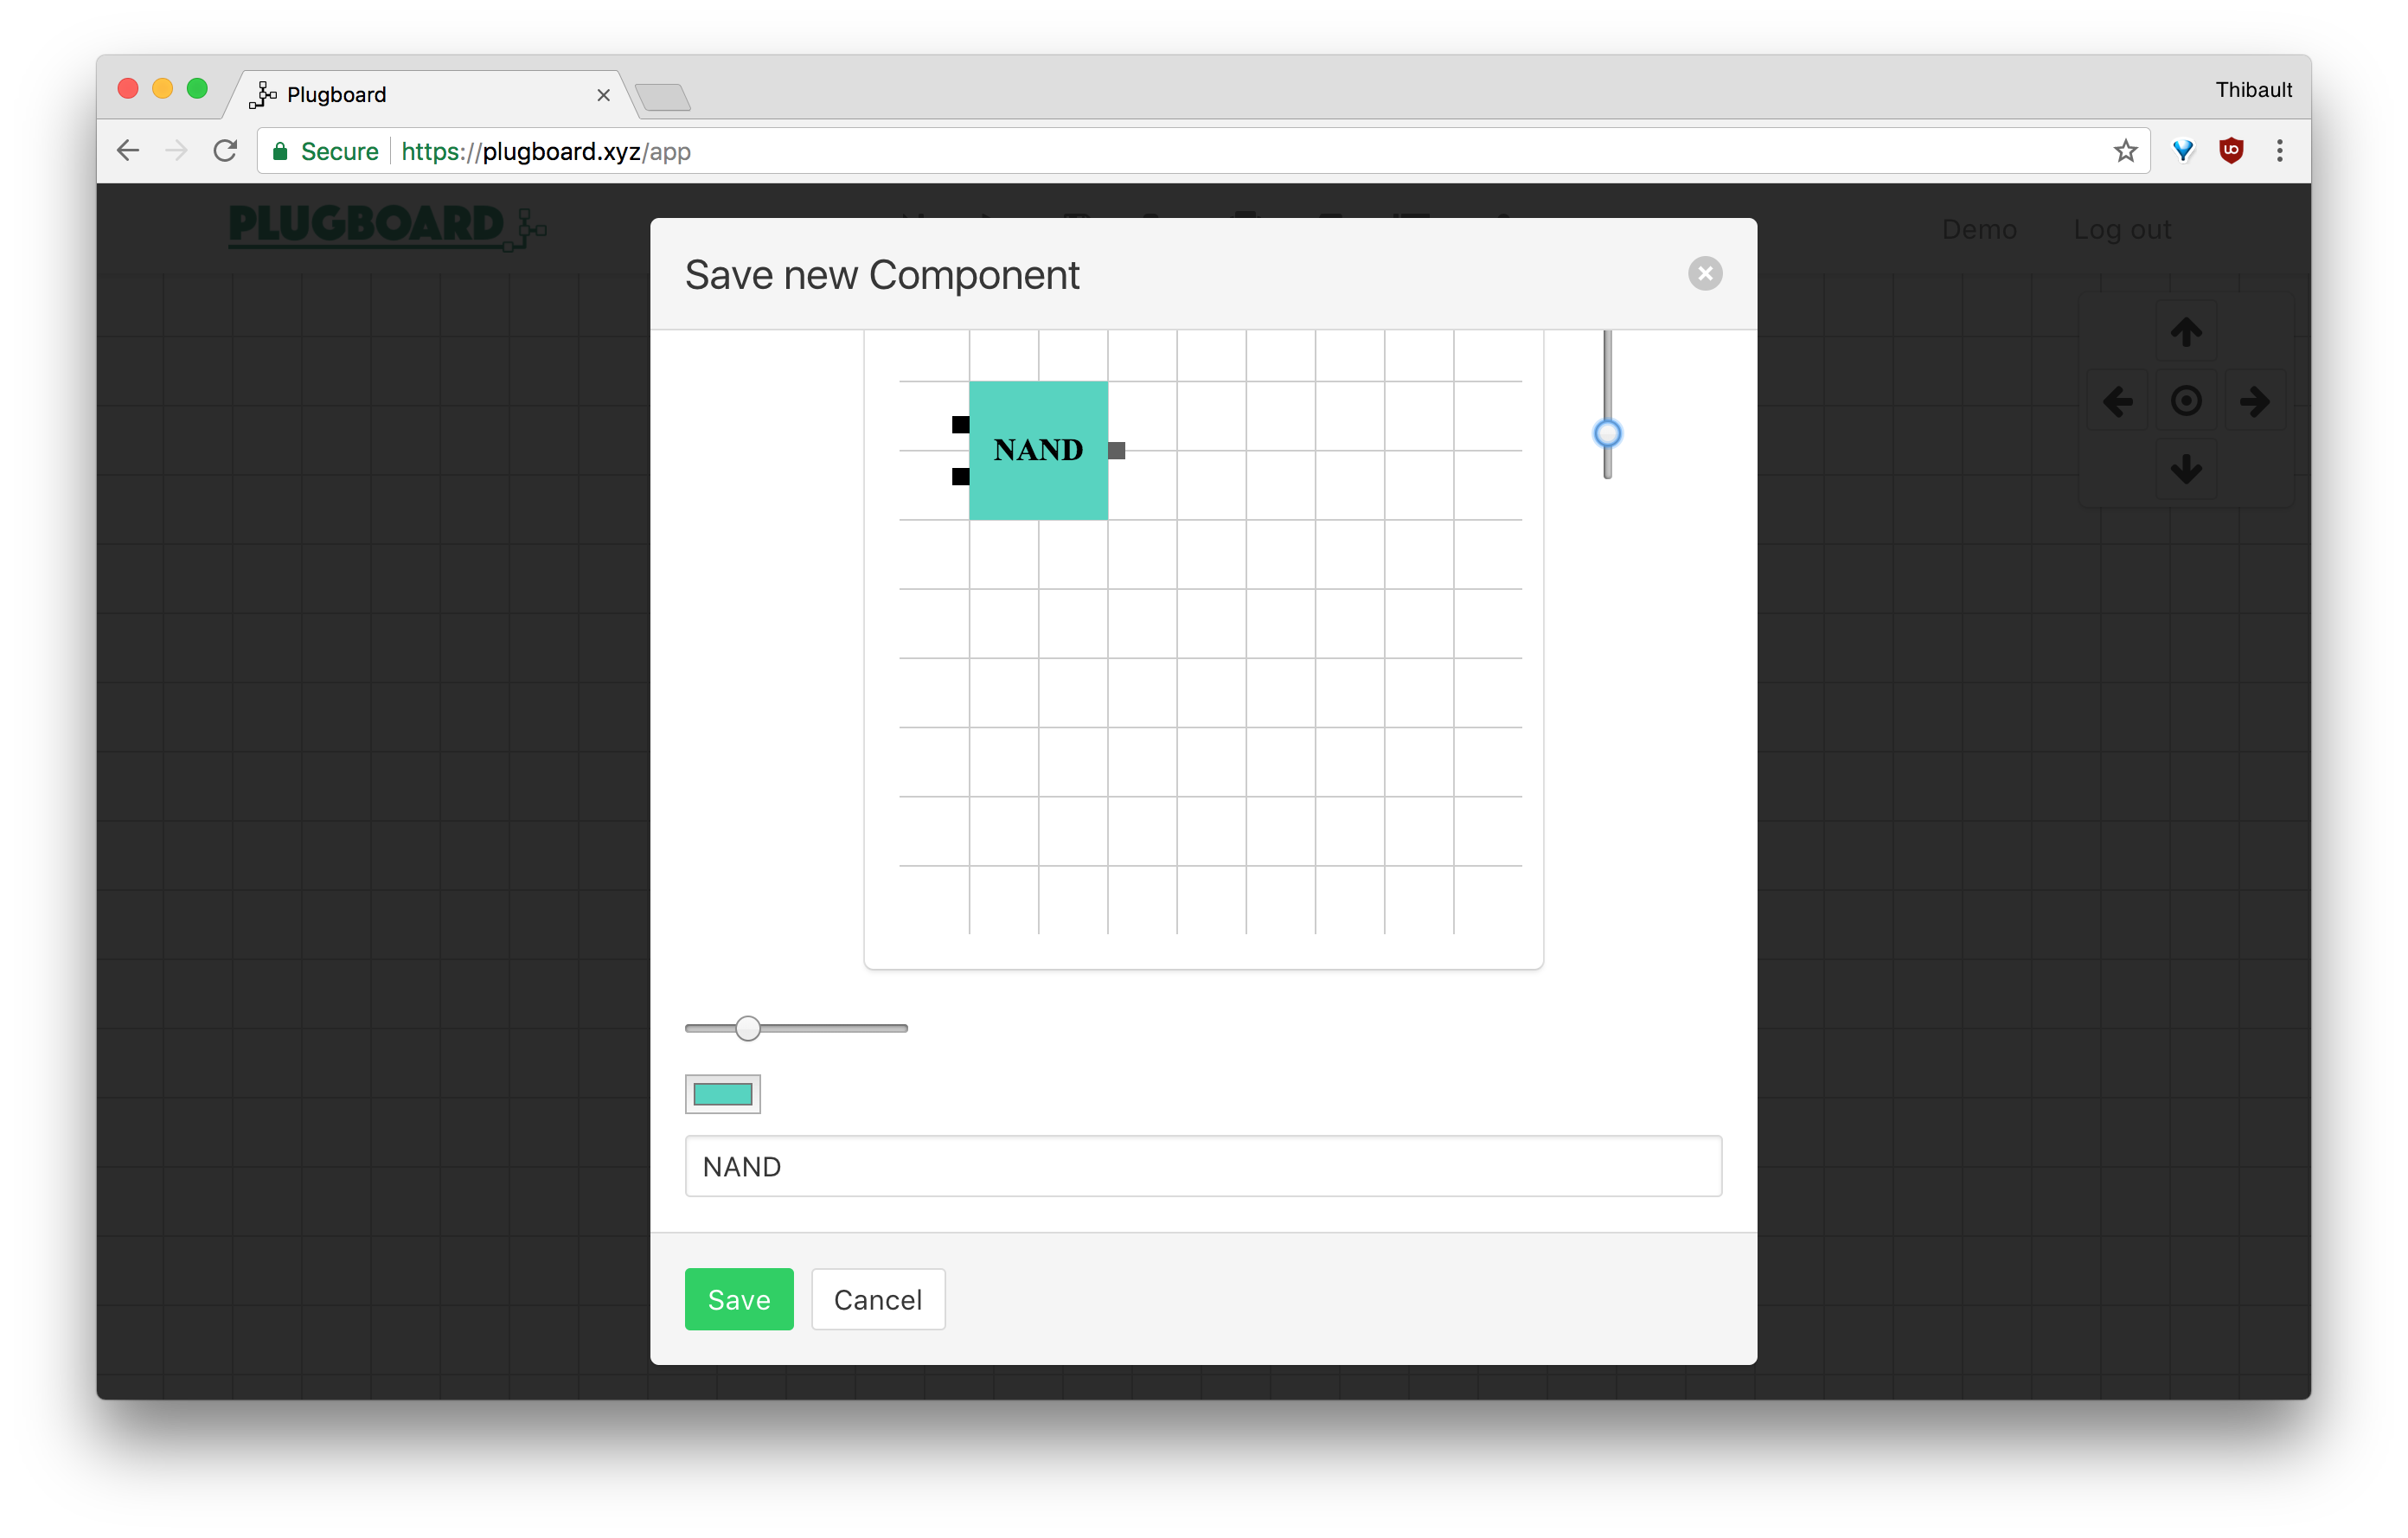 Plugboard
Thibault
Secure https://plugboard.xyz/app
PLUGBOARD
Demo
Log out
Save new Component
NAND
NAND
Save
Cancel